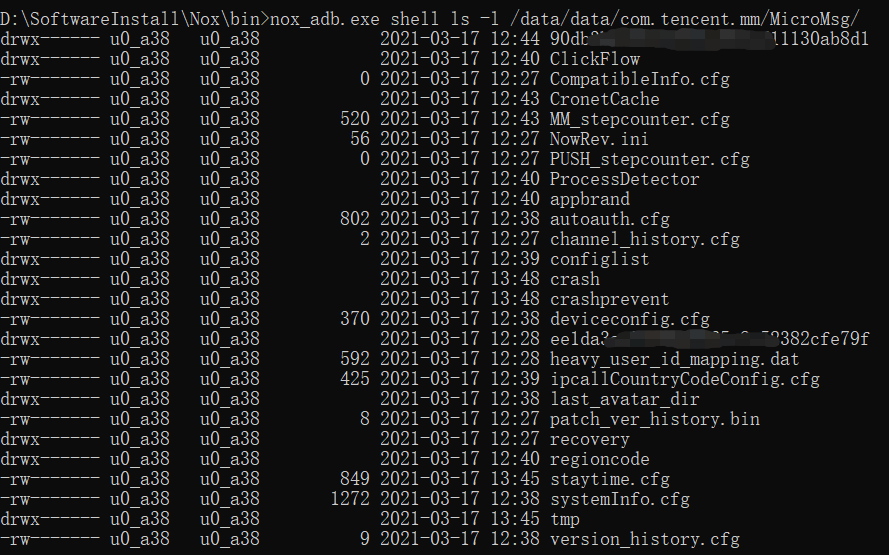 D:\SoftwareInstall\Nox\bin>nox_adb.exe shell ls -l /data/data/com.tencent.mm/MicroMsg/
drwx------ u0_a38   u0_a38            2021-03-17 12:44 90db 11130ab8d1
drwx------ u0_a38   u0_a38            2021-03-17 12:40 ClickFlow
-rw------- u0_a38   u0_a38          0 2021-03-17 12:27 CompatibleInfo.cfg
drwx------ u0_a38   u0_a38            2021-03-17 12:43 CronetCache
-rw------- u0_a38   u0_a38        520 2021-03-17 12:43 MM_stepcounter.cfg
-rw------- u0_a38   u0_a38         56 2021-03-17 12:27 NowRev.ini
-rw------- u0_a38   u0_a38          0 2021-03-17 12:27 PUSH_stepcounter.cfg
drwx------ u0_a38   u0_a38            2021-03-17 12:40 ProcessDetector
drwx------ u0_a38   u0_a38            2021-03-17 12:40 appbrand
-rw------- u0_a38   u0_a38        802 2021-03-17 12:38 autoauth.cfg
-rw------- u0_a38   u0_a38          2 2021-03-17 12:27 channel_history.cfg
drwx------ u0_a38   u0_a38            2021-03-17 12:39 configlist
drwx------ u0_a38   u0_a38            2021-03-17 13:48 crash
drwx------ u0_a38   u0_a38            2021-03-17 13:48 crashprevent
-rw------- u0_a38   u0_a38        370 2021-03-17 12:38 deviceconfig.cfg
drwx------ u0_a38   u0_a38            2021-03-17 12:28 ee1da3 382cfe79f
-rw------- u0_a38   u0_a38        592 2021-03-17 12:28 heavy_user_id_mapping.dat
-rw------- u0_a38   u0_a38        425 2021-03-17 12:39 ipcallCountryCodeConfig.cfg
drwx------ u0_a38   u0_a38            2021-03-17 12:38 last_avatar_dir
-rw------- u0_a38   u0_a38          8 2021-03-17 12:27 patch_ver_history.bin
drwx------ u0_a38   u0_a38            2021-03-17 12:27 recovery
drwx------ u0_a38   u0_a38            2021-03-17 12:40 regioncode
-rw------- u0_a38   u0_a38        849 2021-03-17 13:45 staytime.cfg
-rw------- u0_a38   u0_a38       1272 2021-03-17 12:38 systemInfo.cfg
drwx------ u0_a38   u0_a38            2021-03-17 13:45 tmp
-rw------- u0_a38   u0_a38          9 2021-03-17 12:38 version_history.cfg